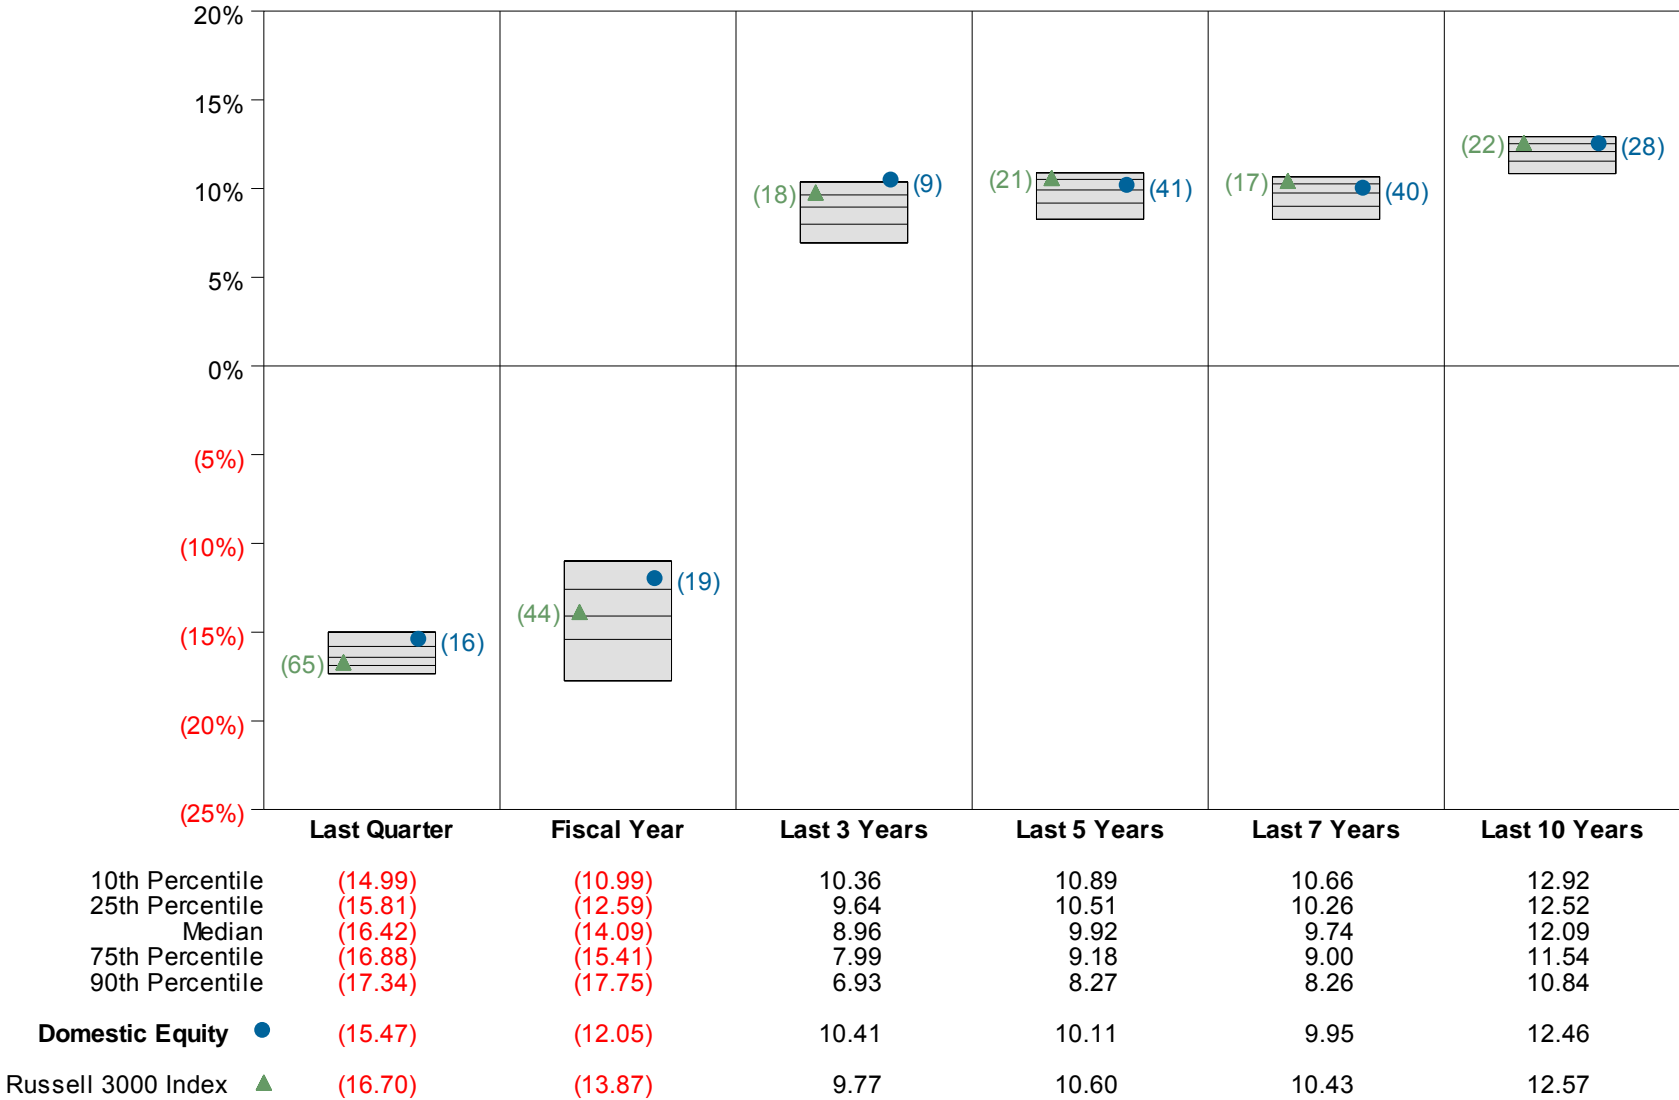 20%
15%
10%
5%
0%
(5%)
(10%)
(15%)
(20%)
(25%)
(65) (16)
(44) (19)
(18) (9)
(21) (41)
(17) (40)
(22) (28)
Last Quarter Fiscal Year Last 3 Years Last 5 Years Last 7 Years Last 10 Years
10th Percentile (14.99) (10.99) 10.36 10.89 10.66 12.92
25th Percentile (15.81) (12.59) 9.64 10.51 10.26 12.52
Median (16.42) (14.09) 8.96 9.92 9.74 12.09
75th Percentile (16.88) (15.41) 7.99 9.18 9.00 11.54
90th Percentile (17.34) (17.75) 6.93 8.27 8.26 10.84
Domestic Equity (15.47) (12.05) 10.41 10.11 9.95 12.46
Russell 3000 Index (16.70) (13.87) 9.77 10.60 10.43 12.57